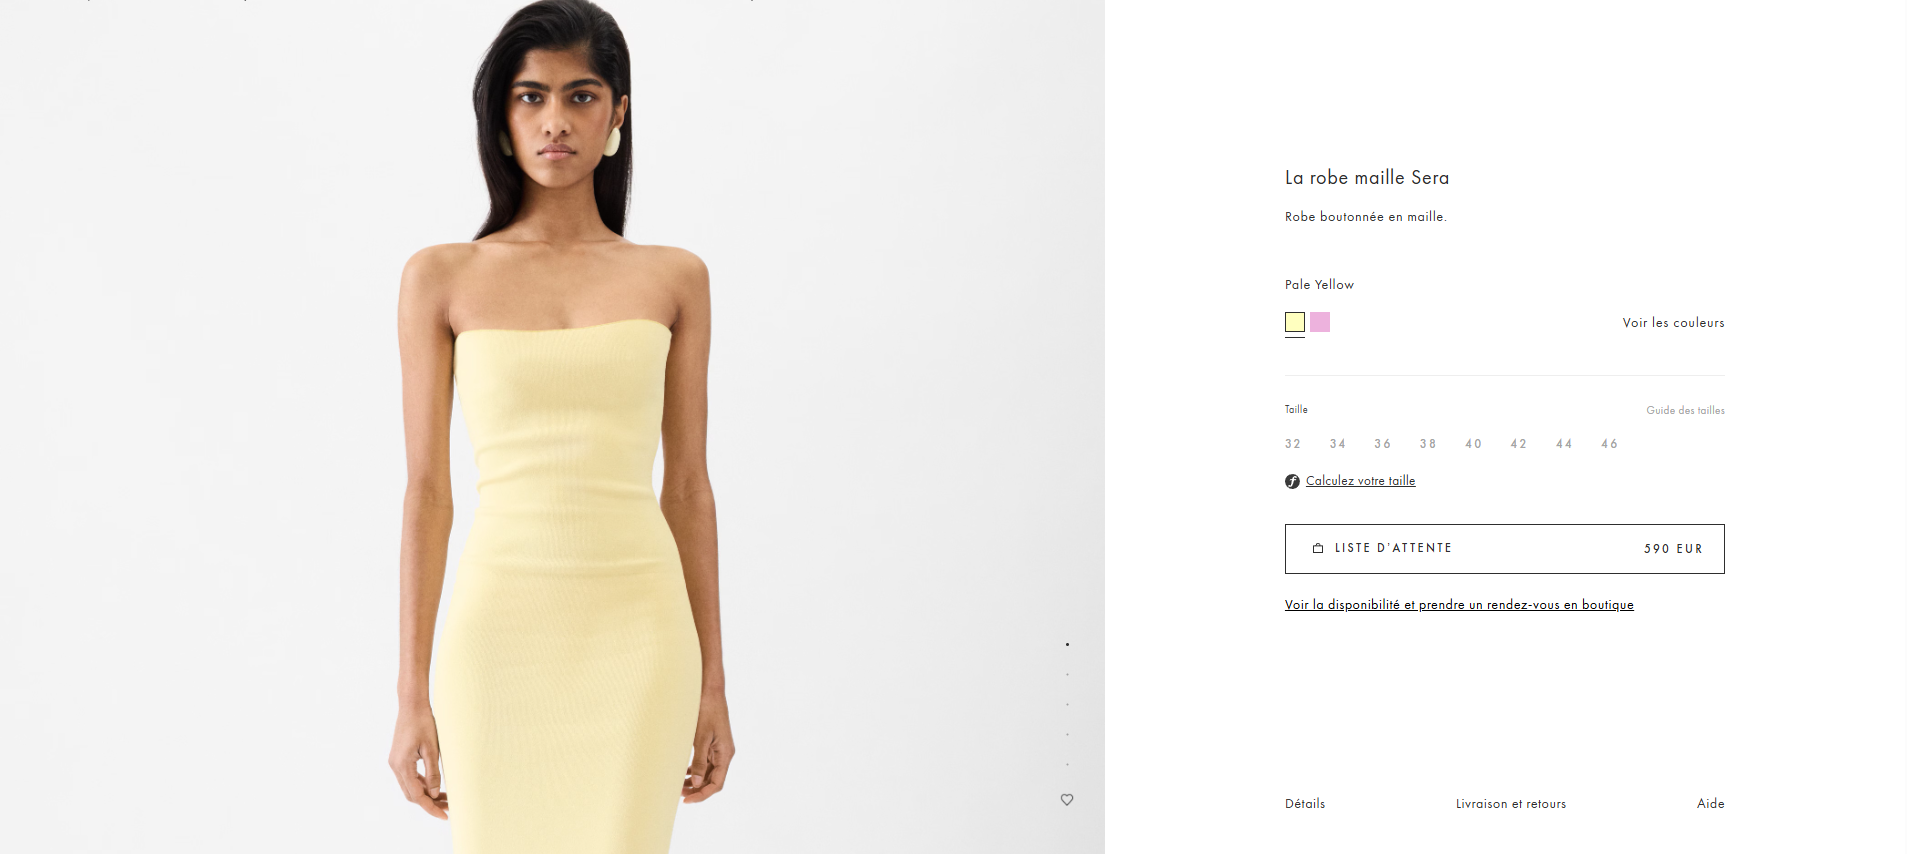 La robe maille Sera
Robe boutonnée en maille.
Pale Yellow
Voir les couleurs
Taille
Guide des tailles
32 34 36 38 40 42 44 46
Calculez votre taille
LISTE D'ATTENTE 590 EUR
Voir la disponibilité et prendre un rendez-vous en boutique
Détails Livraison et retours Aide